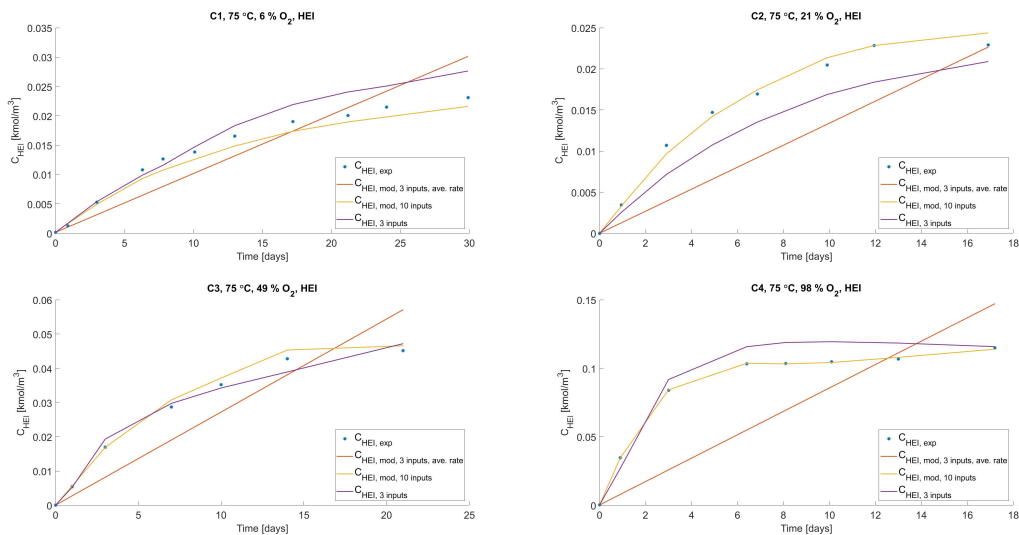 C1, 75 °C, 6 % O2, HEI
0.035
0.03
0.025
0.02
0.015
0.01
0.005
0
CHEI [kmol/m3]
0 5 10 15 20 25 30
Time [days]
CHEI, exp
CHEI, mod, 3 inputs, ave. rate
CHEI, mod, 10 inputs
CHEI, 3 inputs
C2, 75 °C, 21 % O2, HEI
0.025
0.02
0.015
0.01
0.005
0
CHEI [kmol/m3]
0 2 4 6 8 10 12 14 16 18
Time [days]
CHEI, exp
CHEI, mod, 3 inputs, ave. rate
CHEI, mod, 10 inputs
CHEI, 3 inputs
C3, 75 °C, 49 % O2, HEI
0.06
0.05
0.04
0.03
0.02
0.01
0
CHEI [kmol/m3]
0 5 10 15 20 25
Time [days]
CHEI, exp
CHEI, mod, 3 inputs, ave. rate
CHEI, mod, 10 inputs
CHEI, 3 inputs
C4, 75 °C, 98 % O2, HEI
0.15
0.1
0.05
0
CHEI [kmol/m3]
0 2 4 6 8 10 12 14 16 18
Time [days]
CHEI, exp
CHEI, mod, 3 inputs, ave. rate
CHEI, mod, 10 inputs
CHEI, 3 inputs